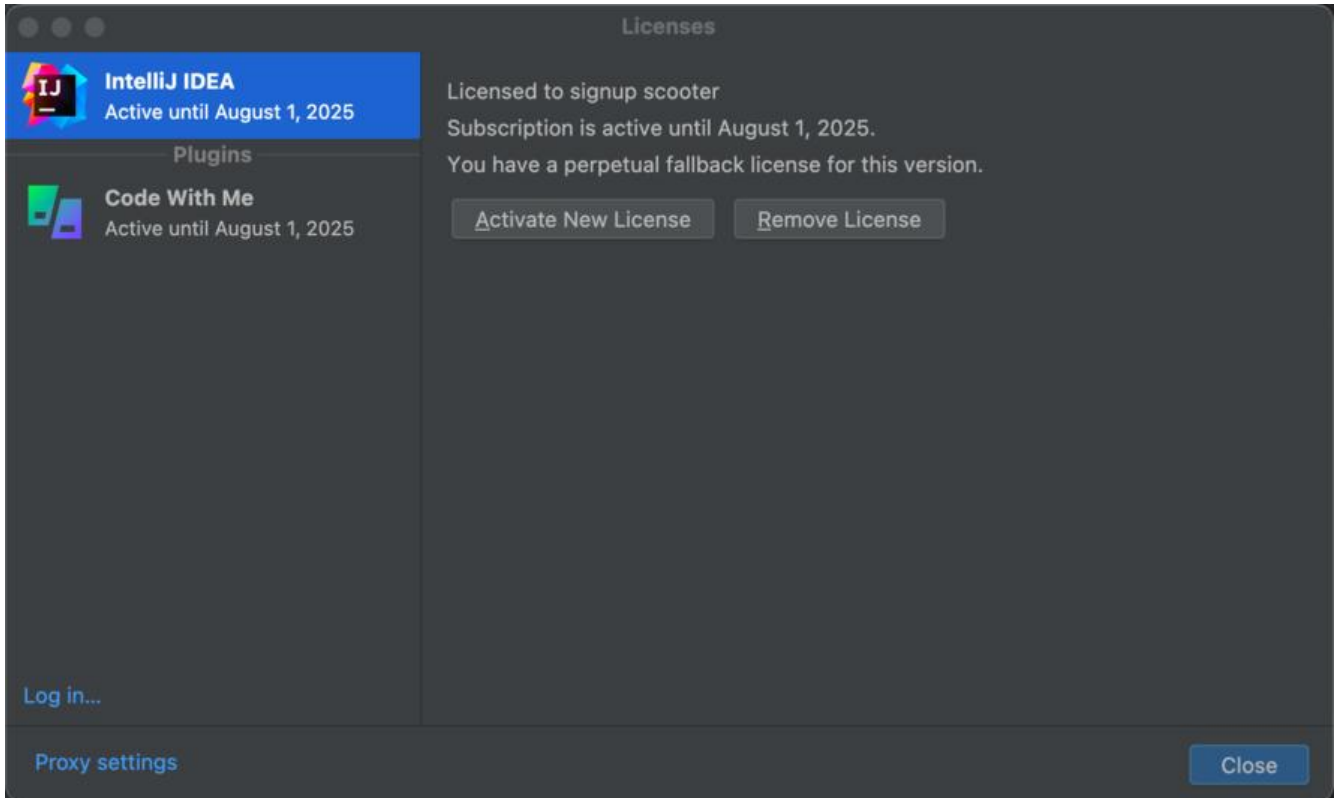 Licenses
IJ
IntelliJ IDEA
Active until August 1, 2025
Plugins
Code With Me
Active until August 1, 2025
Log in...
Licensed to signup scooter
Subscription is active until August 1, 2025.
You have a perpetual fallback license for this version.
Activate New License
Remove License
Proxy settings
Close